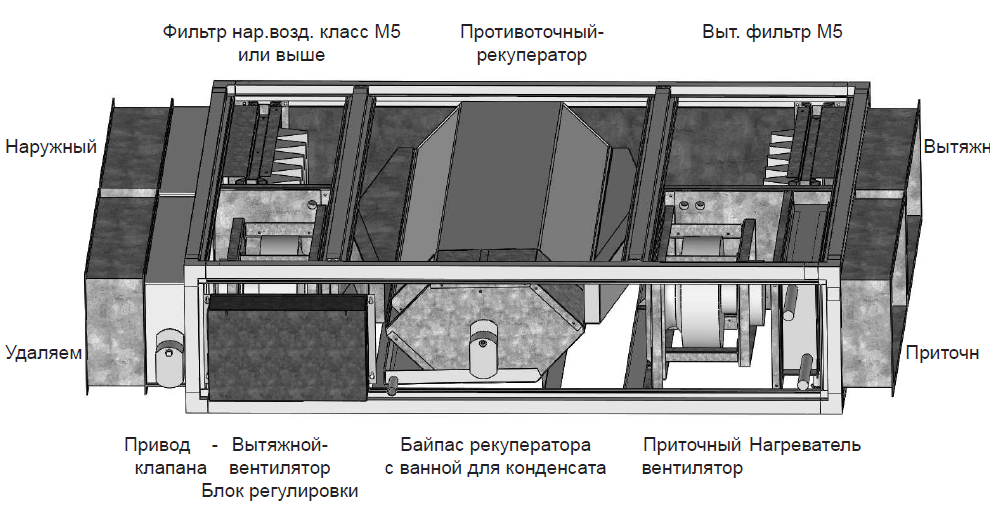 Фильтр нар.возд. класс М5
или выше
Противоточный-
рекуператор
Выт. фильтр М5
Наружный
Вытяжн
Удаляем
Приточн
Привод -
клапана
Вытяжной-
вентилятор
Блок регулировки
Байпас рекуператора
с ванной для конденсата
Приточный
вентилятор
Нагреватель